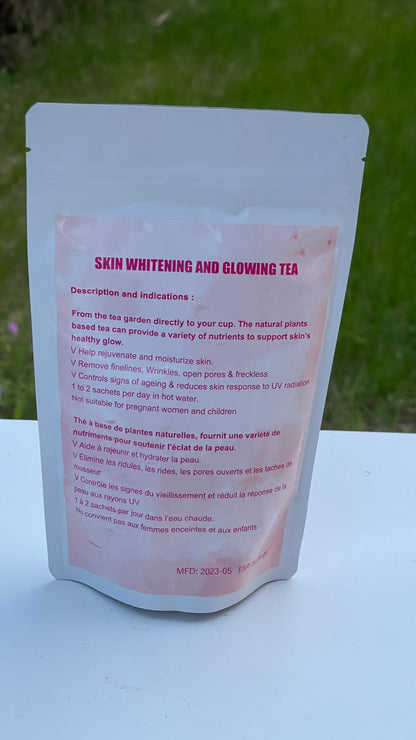 SKIN WHITENING AND GLOWING TEA
Description and indications :
From the tea garden directly to your cup. The natural plants
based tea can provide a variety of nutrients to support skin's
healthy glow.
V Help rejuvenate and moisturize skin.
V Remove finelines, Wrinkles, open pores & freckless
V Controls signs of ageing & reduces skin response to UV radiation
1 to 2 sachets per day in hot water.
Not suitable for pregnant women and children
Thé à base de plantes naturelles, fournit une variété de
nutriments pour soutenir l'éclat de la peau.
V Aide à rajeunir et hydrater la peau.
V Élimine les ridules, les rides, les pores ouverts et les taches de
rousseur
V Contrôle les signes du vieillissement et réduit la réponse de la
peau aux rayons UV
1 à 2 sachets par jour dans l'eau chaude.
Ne convient pas aux femmes enceintes et aux enfants
MFD: 2023-05 EXP: